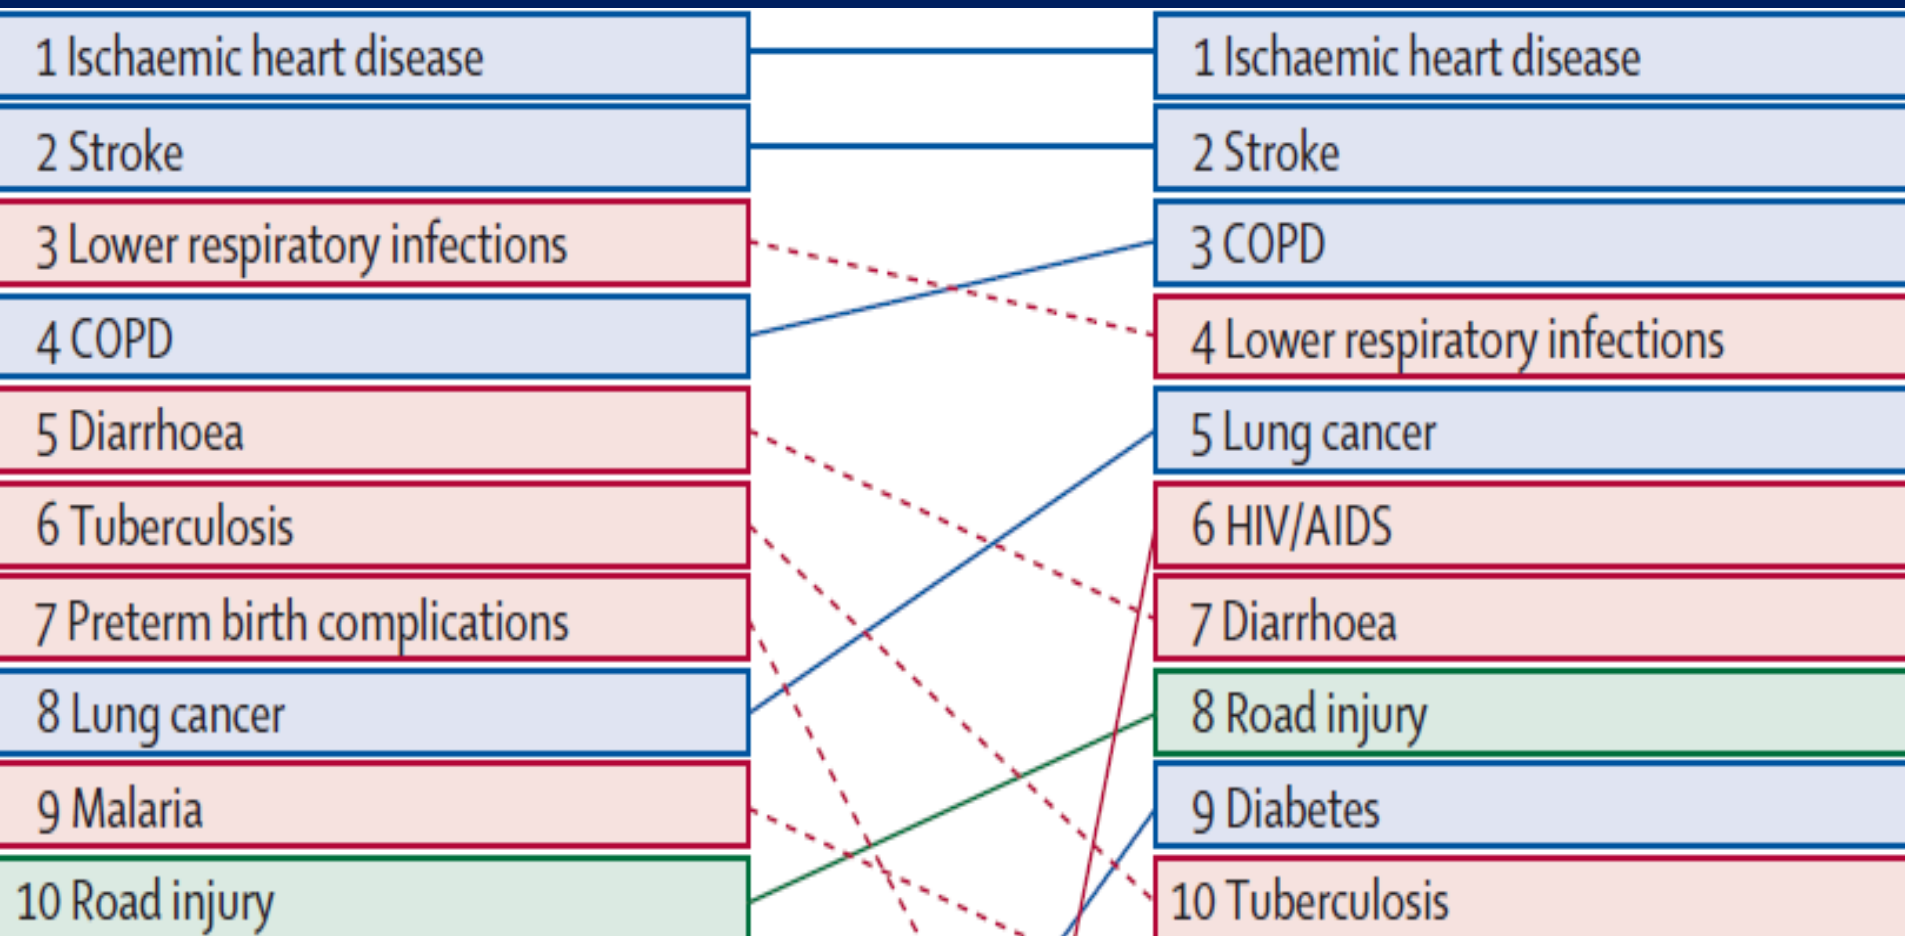 1 Ischaemic heart disease
2 Stroke
3 Lower respiratory infections
4 COPD
5 Diarrhoea
6 Tuberculosis
7 Preterm birth complications
8 Lung cancer
9 Malaria
10 Road injury
1 Ischaemic heart disease
2 Stroke
3 COPD
4 Lower respiratory infections
5 Lung cancer
6 HIV/AIDS
7 Diarrhoea
8 Road injury
9 Diabetes
10 Tuberculosis